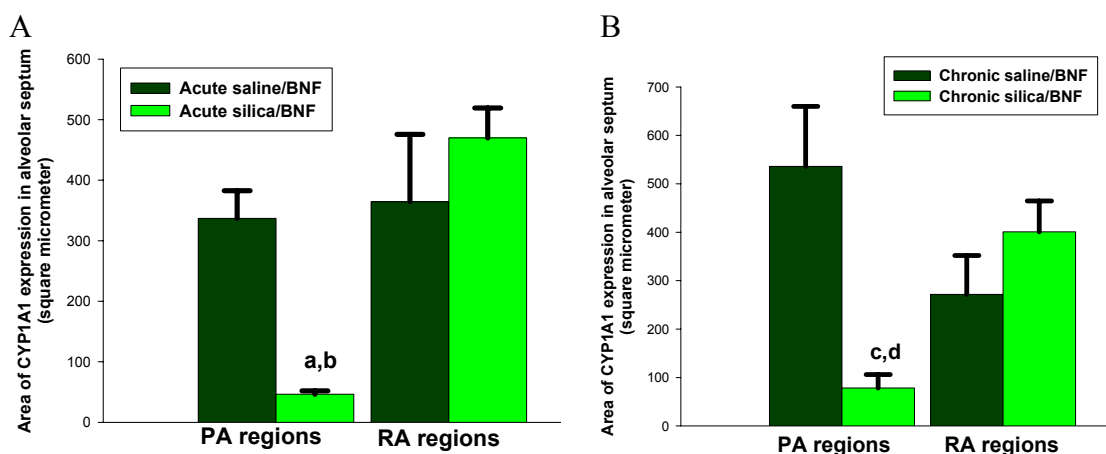 A
Area of CYP1A1 expression in alveolar septum
(square micrometer)
600
500
400
300
200
100
0
Acute saline/BNF
Acute silica/BNF
a,b
PA regions
RA regions
B
Area of CYP1A1 expression in alveolar septum
(square micrometer)
700
600
500
400
300
200
100
0
Chronic saline/BNF
Chronic silica/BNF
c,d
PA regions
RA regions